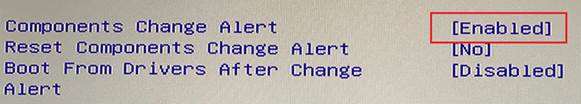 Components Change Alert [Enabled]
Reset Components Change Alert [No]
Boot From Drivers After Change [Disabled]
Alert